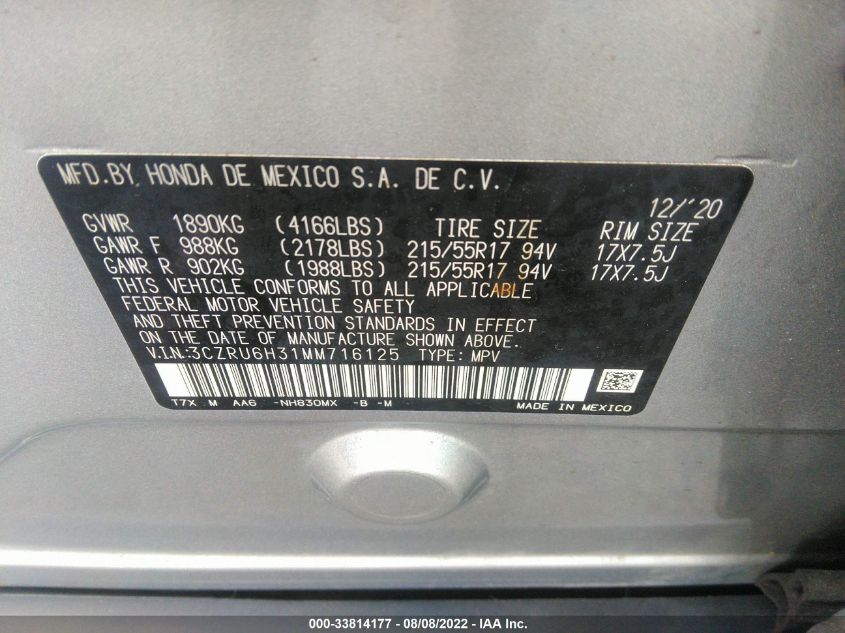 MFD.BY HONDA DE MEXICO S.A. DE C.V.
12/'20
GVWR 1890KG (4166LBS) TIRE SIZE RIM SIZE
GAWR F 988KG (2178LBS) 215/55R17 94V 17X7.5J
GAWR R 902KG (1988LBS) 215/55R17 94V 17X7.5J
THIS VEHICLE CONFORMS TO ALL APPLICABLE
FEDERAL MOTOR VEHICLE SAFETY
AND THEFT PREVENTION STANDARDS IN EFFECT
ON THE DATE OF MANUFACTURE SHOWN ABOVE.
V.I.N.:3CZRU6H31MM716125 TYPE: MPV
T7X M AA6 -NH830MX -B -M MADE IN MEXICO
000-33814177 - 08/08/2022 - IAA Inc.